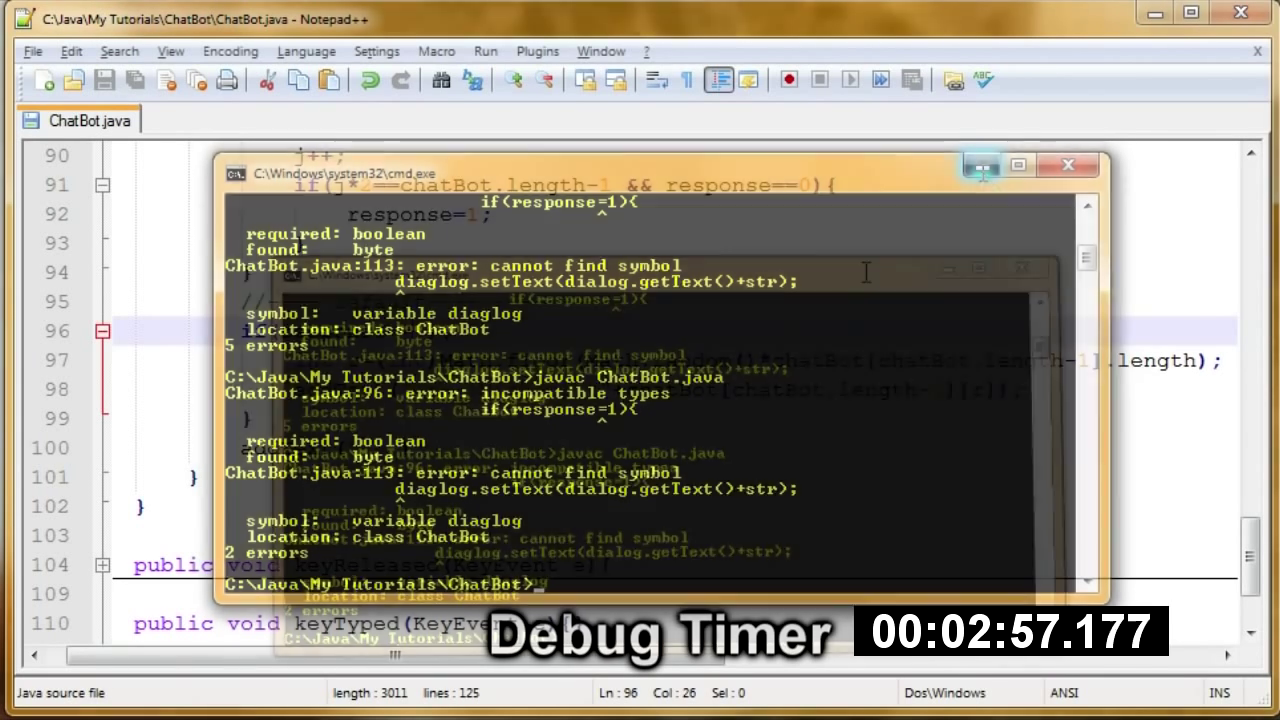 C:\Java\My Tutorials\ChatBot\ChatBot.java - Notepad++
File Edit Search View Encoding Language Settings Macro Run Plugins Window ? X
ChatBot.java
90 j++;
91 if(j*2==chatBot.length-1 && response==0){
92 response=1;
93
94 }
95 //
96
97 chatBot[chatBot.length-1].length);
98
99 }
100
101 }
102 }
103
104 public void keyReleased(KeyEvent e){
109
110 public void keyTyped(KeyEvent e){
C:\Windows\system32\cmd.exe
if(response=1){
^
required: boolean
found: byte
ChatBot.java:113: error: cannot find symbol
diaglog.setText(dialog.getText()+str);
^
symbol: variable diaglog
location: class ChatBot
5 errors
C:\Java\My Tutorials\ChatBot>javac ChatBot.java
ChatBot.java:96: error: incompatible types
if(response=1){
^
required: boolean
found: byte
ChatBot.java:113: error: cannot find symbol
diaglog.setText(dialog.getText()+str);
^
symbol: variable diaglog
location: class ChatBot
2 errors
C:\Java\My Tutorials\ChatBot>_
Debug Timer 00:02:57.177
Java source file length : 3011 lines : 125 Ln : 96 Col : 26 Sel : 0 Dos\Windows ANSI INS